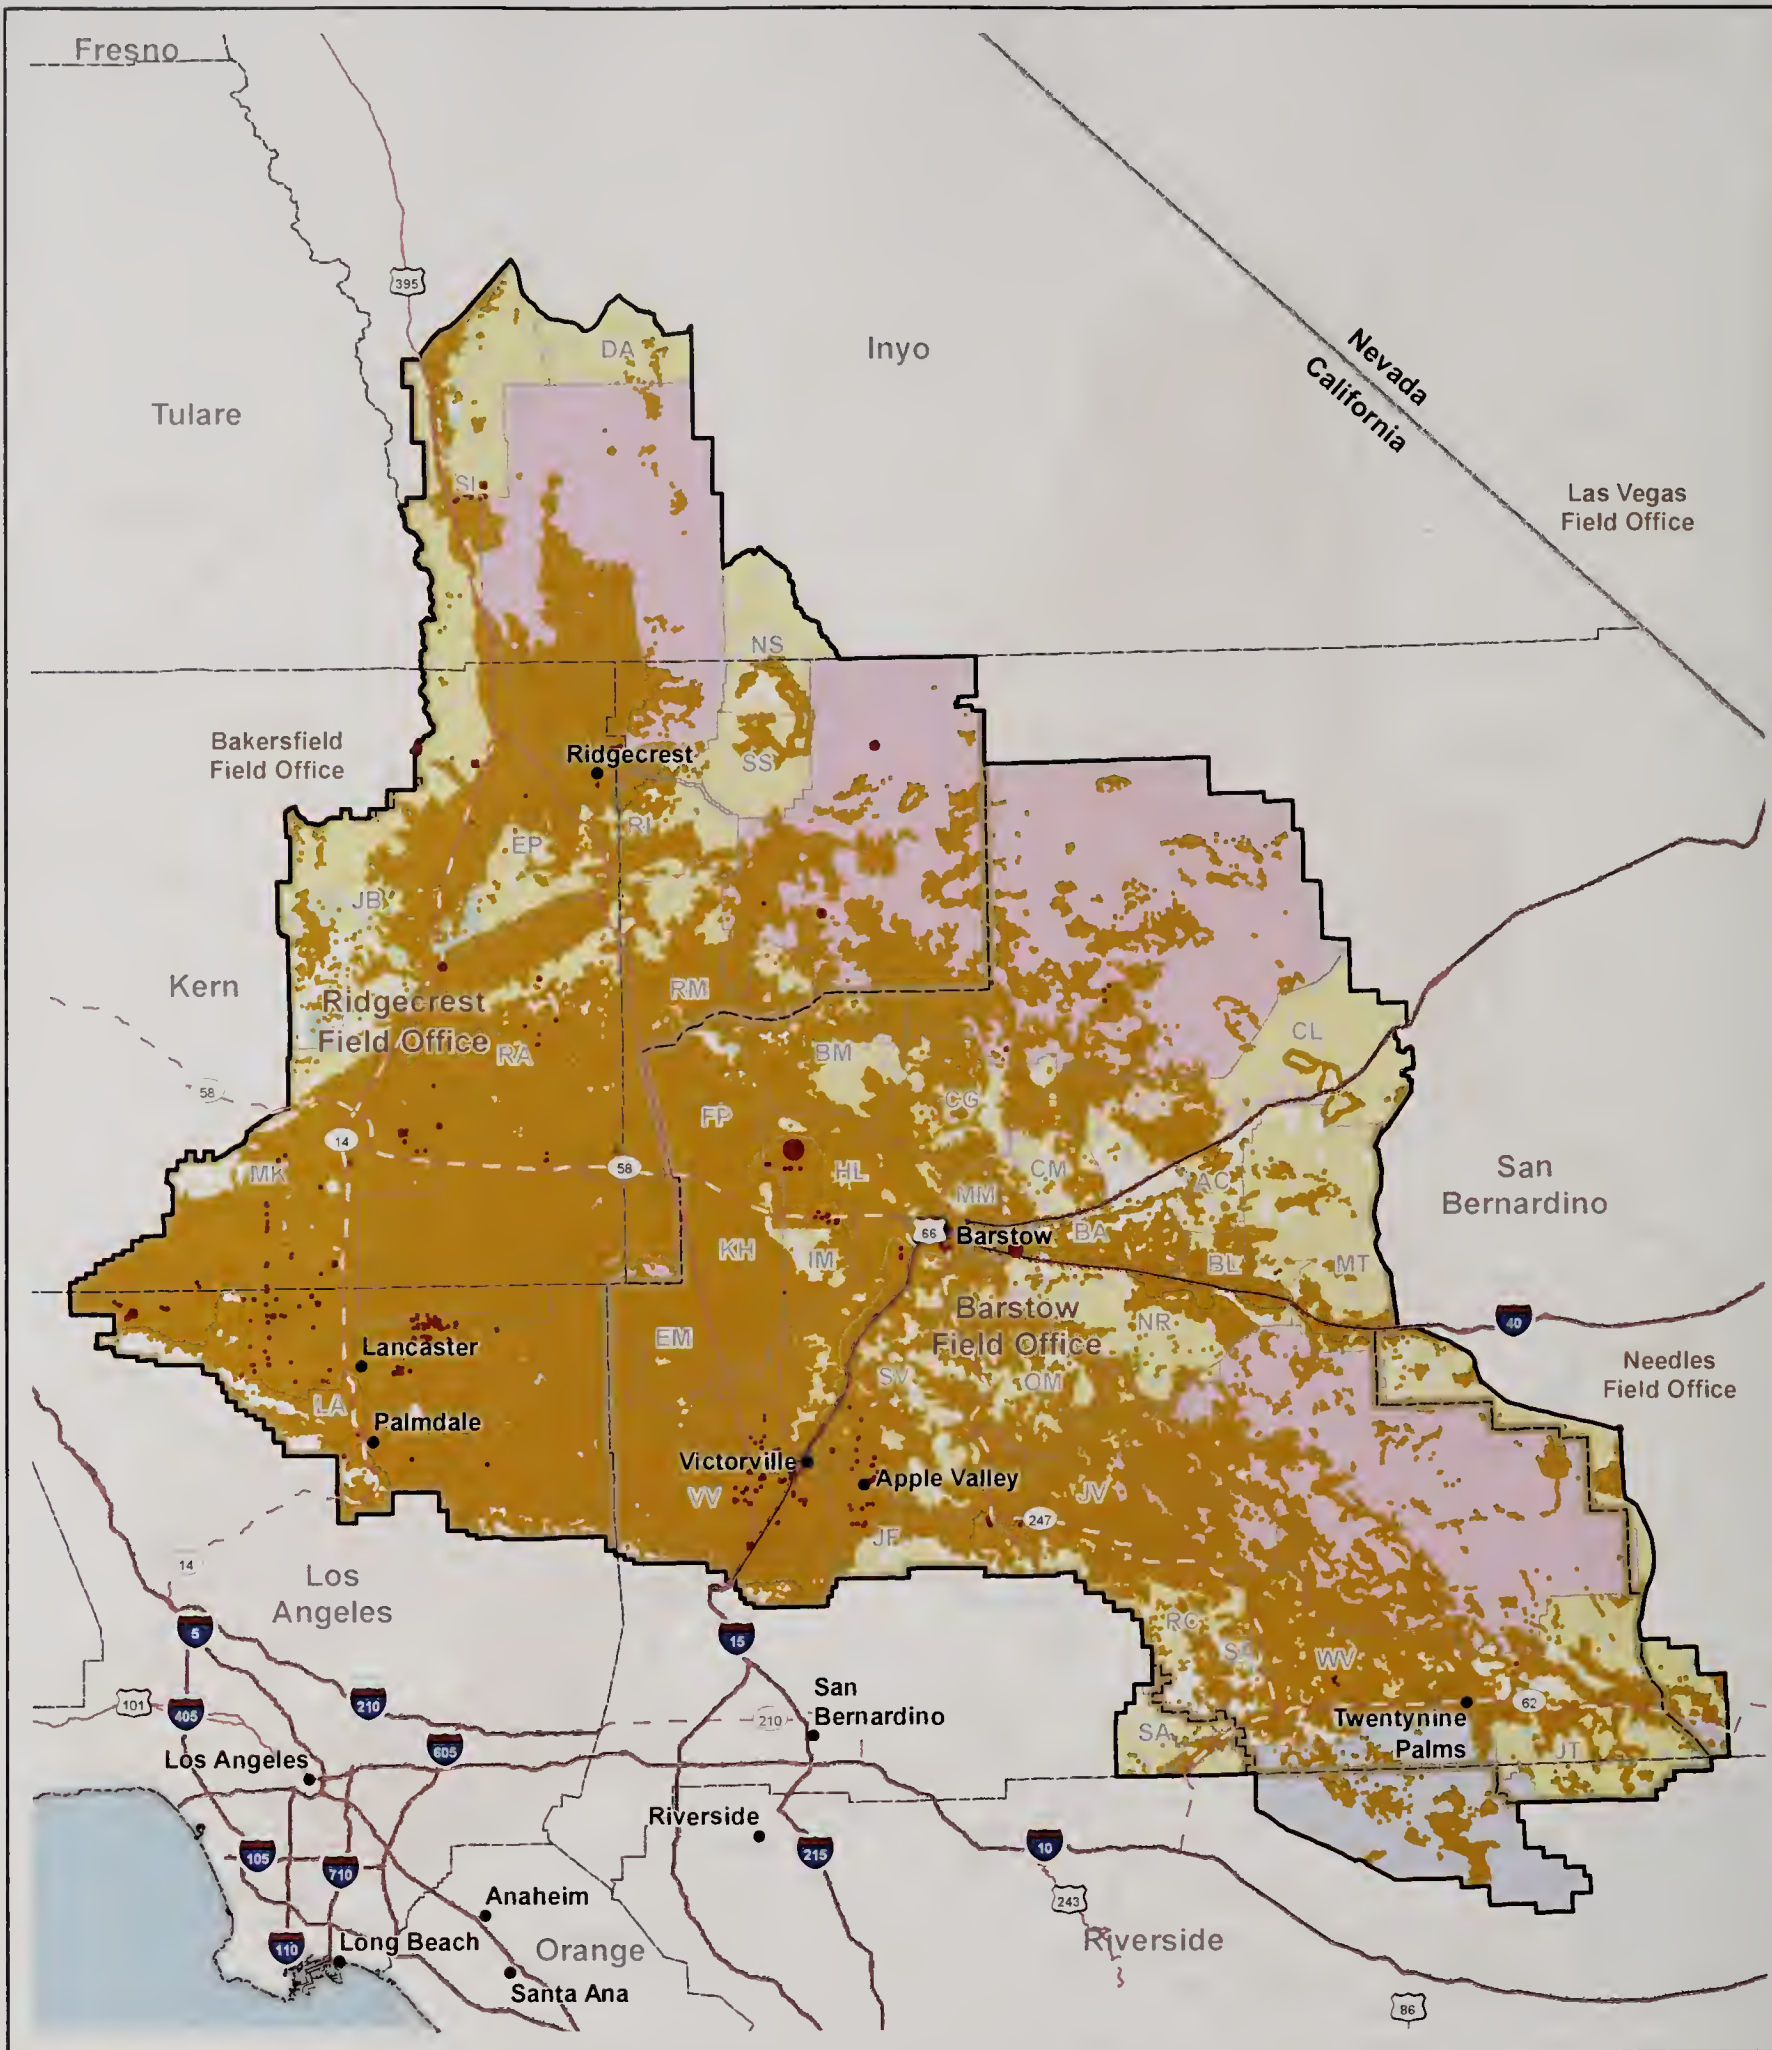 Fresno
395
Inyo
DA
Nevada
California
Tulare
SI
Las Vegas
Field Office
NS
Bakersfield
Field Office
Ridgecrest
SS
RI
EP
JB
Kern
Ridgecrest
Field Office
RM
RA
BM
CL
58
FP
CG
14
MK
58
HL
CM
MM
AC
San
Bernardino
66
Barstow
BA
KH
IM
BL
MT
Barstow
Field Office
NR
40
EM
Lancaster
SV
OM
Needles
Field Office
LA
Palmdale
Victorville
Apple Valley
VV
JV
247
JF
14
Los
Angeles
5
15
RC
WV
101
405
210
210
San
Bernardino
62
Twentynine
Palms
SA
JT
Los Angeles
605
Riverside
105
710
215
10
243
Anaheim
110
Long Beach
Orange
Riverside
Santa Ana
86